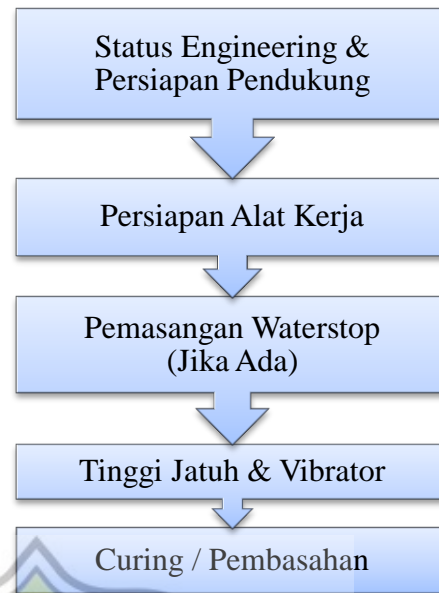 Status Engineering &
Persiapan Pendukung
Persiapan Alat Kerja
Pemasangan Waterstop
(Jika Ada)
Tinggi Jatuh & Vibrator
Curing / Pembasahan